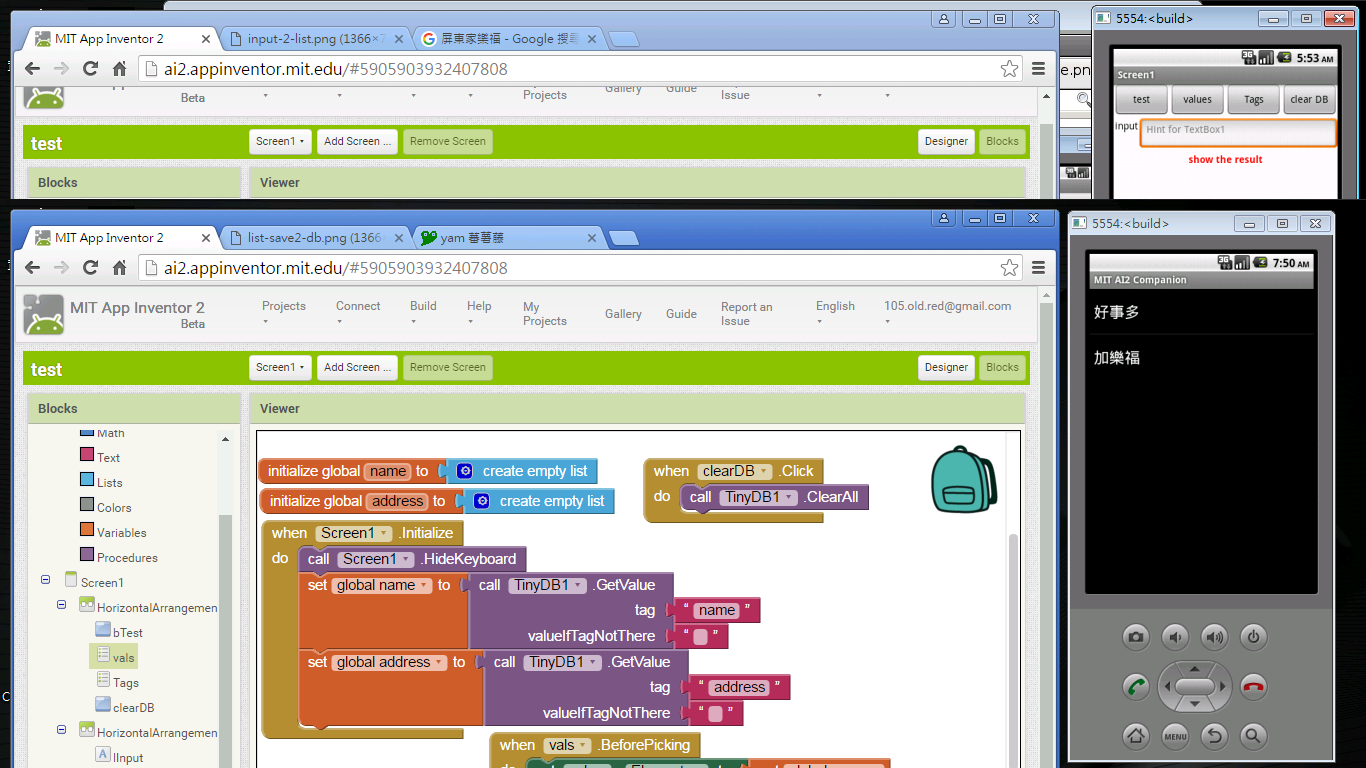 MIT App Inventor 2
input-2-list.png (1366×7
屏東家樂福 - Google 搜尋
ai2.appinventor.mit.edu/#5905903932407808
Beta
Projects
Gallery
Guide
Issue
test
Screen1
Add Screen ...
Remove Screen
Designer
Blocks
Blocks
Viewer
5554:<build>
5:53 AM
Screen1
test
values
Tags
clear DB
input
Hint for TextBox1
show the result
e.pn
MIT App Inventor 2
list-save2-db.png (1366
yam 蕃薯藤
ai2.appinventor.mit.edu/#5905903932407808
MIT App Inventor 2
Beta
Projects
Connect
Build
Help
My
Projects
Gallery
Guide
Report an
Issue
English
105.old.red@gmail.com
test
Screen1
Add Screen ...
Remove Screen
Designer
Blocks
Blocks
Viewer
Math
Text
Lists
Colors
Variables
Procedures
Screen1
HorizontalArrangemen
bTest
vals
Tags
clearDB
HorizontalArrangemen
lInput
initialize global name to create empty list
initialize global address to create empty list
when Screen1 .Initialize
do call Screen1 .HideKeyboard
set global name to call TinyDB1 .GetValue
tag “ name ”
valueIfTagNotThere “ ”
set global address to call TinyDB1 .GetValue
tag “ address ”
valueIfTagNotThere “ ”
when vals .BeforePicking
do
when clearDB .Click
do call TinyDB1 .ClearAll
5554:<build>
7:50 AM
MIT AI2 Companion
好事多
加樂福
MENU